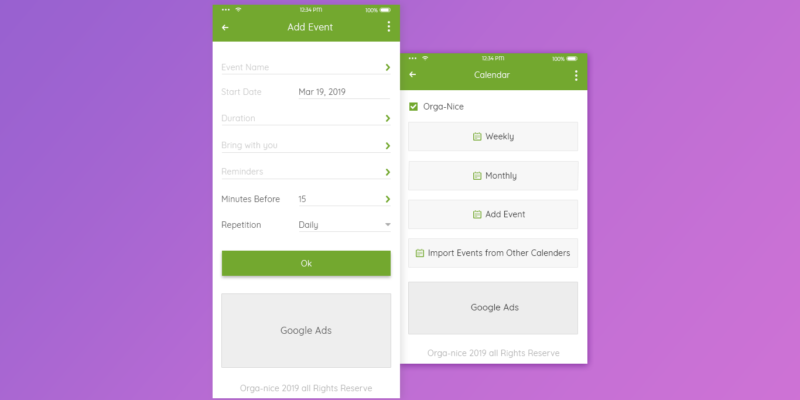 12:34 PM
100%
Add Event
Event Name
Start Date Mar 19, 2019
Duration
Bring with you
Reminders
Minutes Before 15
Repetition Daily
Ok
Google Ads
Orga-nice 2019 all Rights Reserve
12:34 PM
100%
Calendar
Orga-Nice
Weekly
Monthly
Add Event
Import Events from Other Calenders
Google Ads
Orga-nice 2019 all Rights Reserve